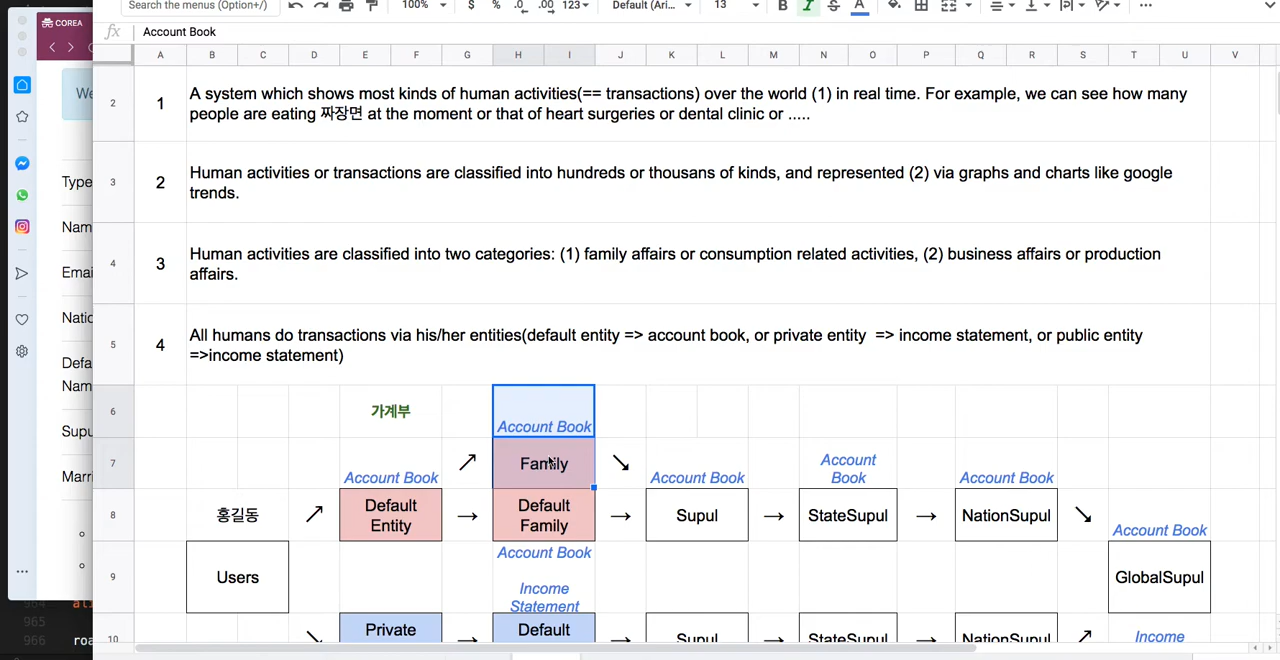 Search the menus (Option+/)
100%
$
%
.0
.00
123
Default (Ari...
13
B
I
S
A
COREA
fx
Account Book
A B C D E F G H I J K L M N O P Q R S T U V
We
2
1
A system which shows most kinds of human activities(== transactions) over the world (1) in real time. For example, we can see how many
people are eating 짜장면 at the moment or that of heart surgeries or dental clinic or .....
Type
3
2
Human activities or transactions are classified into hundreds or thousans of kinds, and represented (2) via graphs and charts like google
trends.
Nam
Emai
4
3
Human activities are classified into two categories: (1) family affairs or consumption related activities, (2) business affairs or production
affairs.
Natio
5
4
All humans do transactions via his/her entities(default entity => account book, or private entity  => income statement, or public entity
=>income statement)
Defa
Nam
6
가계부
Account Book
Supu
7
Account Book
↗
Family
↘
Account Book
Account
Book
Account Book
Marri
8
홍길동
↗
Default
Entity
→
Default
Family
→
Supul
→
StateSupul
→
NationSupul
↘
Account Book
9
Users
Account Book
Income
Statement
GlobalSupul
10
↘
Private
→
Default
→
Supul
→
StateSupul
→
NationSupul
↗
Income
964
965
966
roa